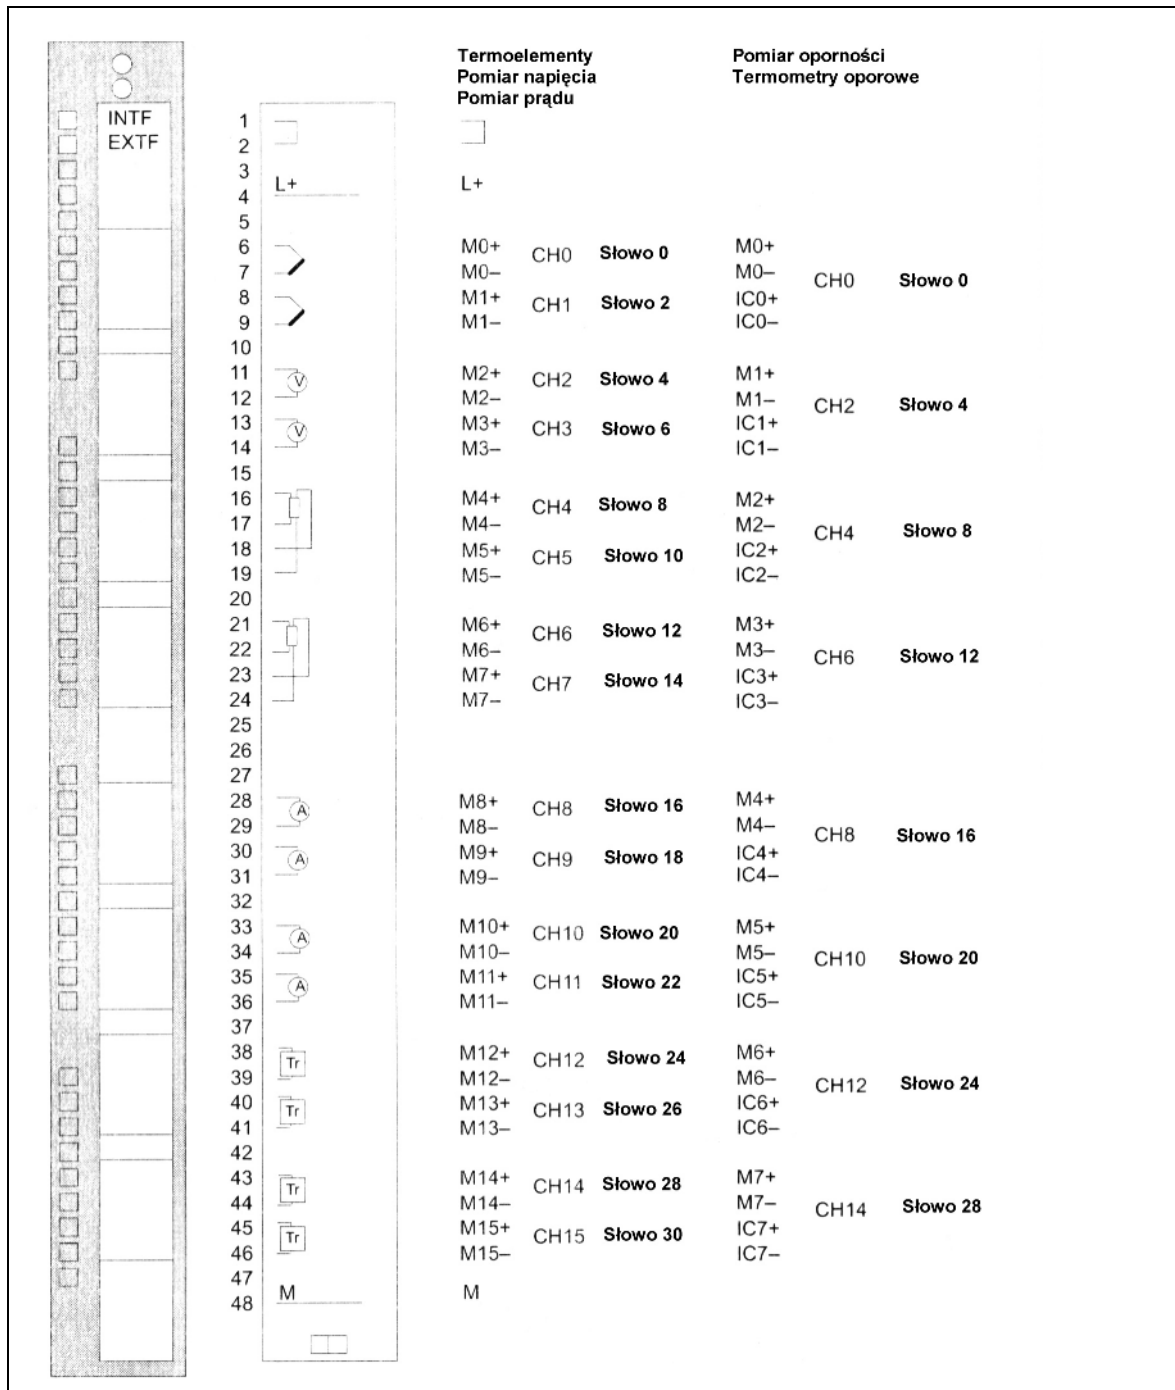 Termoelementy
Pomiar napięcia
Pomiar prądu
Pomiar oporności
Termometry oporowe
INTF
EXTF
1
2
3
L+ L+
4
5
6 M0+ CH0 Słowo 0 M0+
7 M0– M0– CH0 Słowo 0
8 M1+ CH1 Słowo 2 IC0+
9 M1– IC0–
10
11 M2+ CH2 Słowo 4 M1+
12 M2– M1– CH2 Słowo 4
13 V M3+ CH3 Słowo 6 IC1+
14 V M3– IC1–
15
16 M4+ CH4 Słowo 8 M2+
17 M4– M2– CH4 Słowo 8
18 M5+ CH5 Słowo 10 IC2+
19 M5– IC2–
20
21 M6+ CH6 Słowo 12 M3+
22 M6– M3– CH6 Słowo 12
23 M7+ CH7 Słowo 14 IC3+
24 M7– IC3–
25
26
27
28 A M8+ CH8 Słowo 16 M4+
29 M8– M4– CH8 Słowo 16
30 A M9+ CH9 Słowo 18 IC4+
31 M9– IC4–
32
33 A M10+ CH10 Słowo 20 M5+
34 M10– M5– CH10 Słowo 20
35 A M11+ CH11 Słowo 22 IC5+
36 M11– IC5–
37
38 Tr M12+ CH12 Słowo 24 M6+
39 M12– M6– CH12 Słowo 24
40 Tr M13+ CH13 Słowo 26 IC6+
41 M13– IC6–
42
43 Tr M14+ CH14 Słowo 28 M7+
44 M14– M7– CH14 Słowo 28
45 Tr M15+ CH15 Słowo 30 IC7+
46 M15– IC7–
47
M M
48